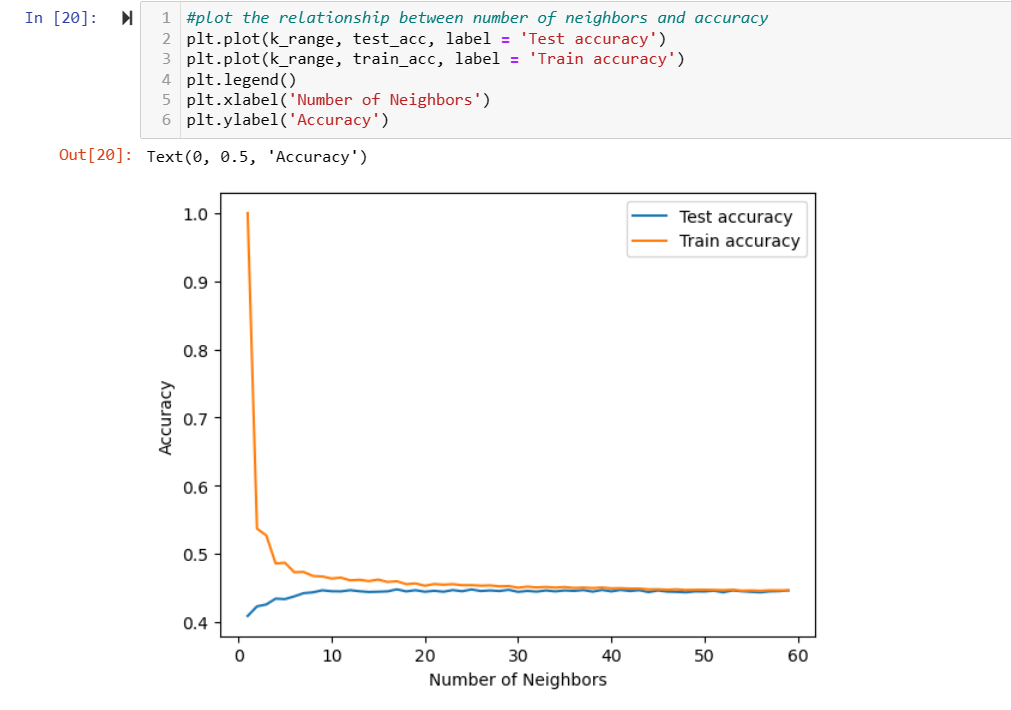 In [20]:
1 #plot the relationship between number of neighbors and accuracy
2 plt.plot(k_range, test_acc, label = 'Test accuracy')
3 plt.plot(k_range, train_acc, label = 'Train accuracy')
4 plt.legend()
5 plt.xlabel('Number of Neighbors')
6 plt.ylabel('Accuracy')
Out[20]: Text(0, 0.5, 'Accuracy')
Test accuracy
Train accuracy
1.0
0.9
0.8
0.7
0.6
0.5
0.4
Accuracy
0 10 20 30 40 50 60
Number of Neighbors